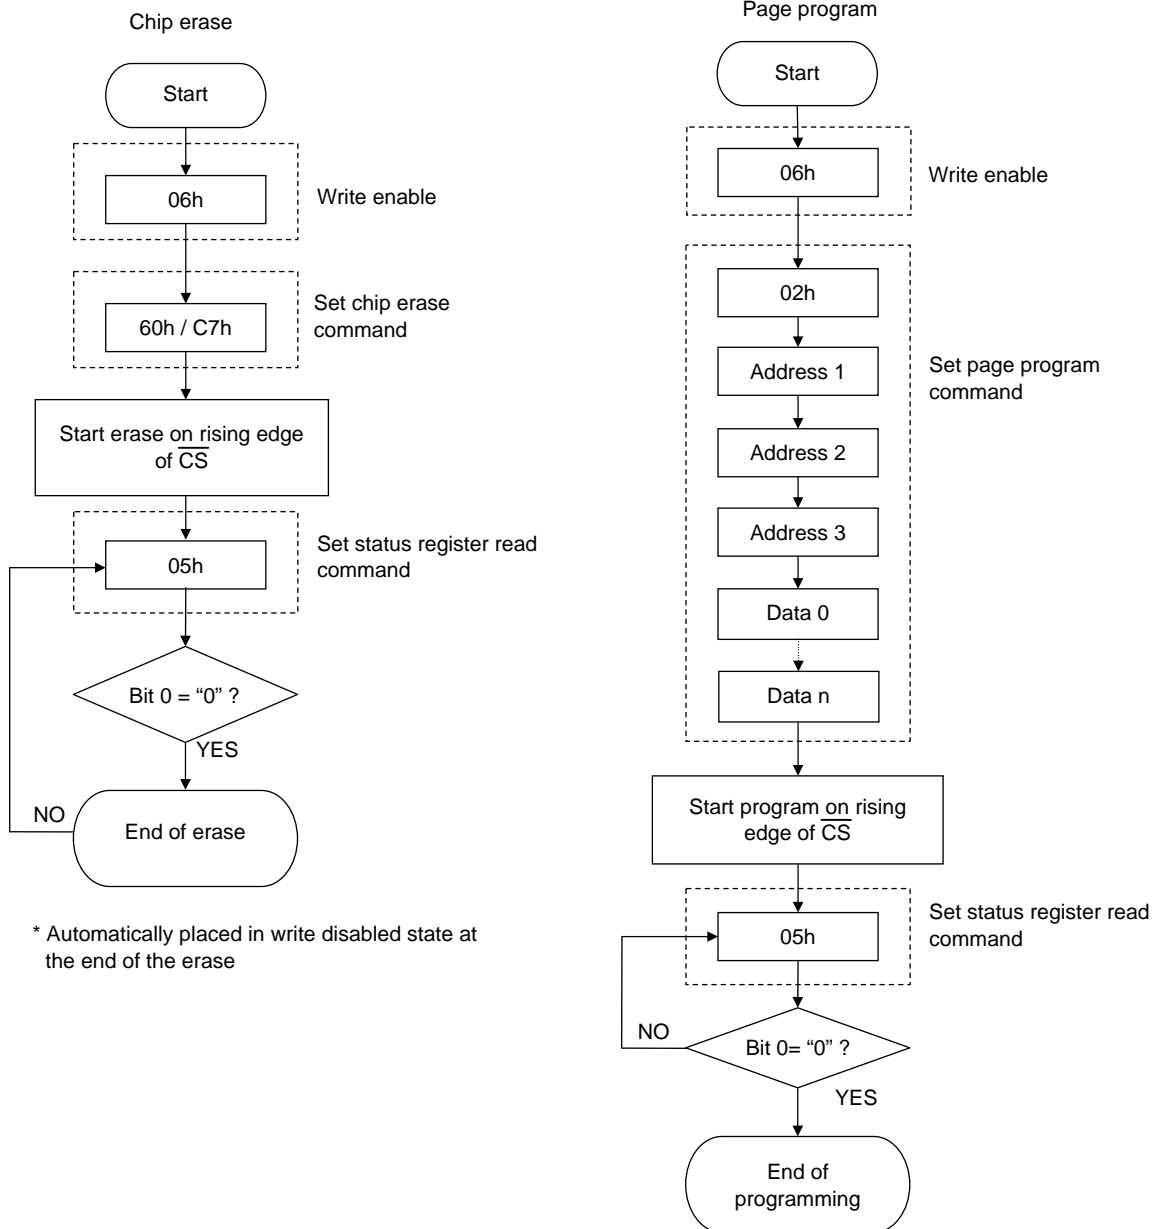 Chip erase
Start
06h
Write enable
60h / C7h
Set chip erase
command
Start erase on rising edge
of C̅S̅
05h
Set status register read
command
Bit 0 = “0” ?
YES
NO
End of erase
* Automatically placed in write disabled state at
the end of the erase
Page program
Start
06h
Write enable
02h
Address 1
Set page program
command
Address 2
Address 3
Data 0
Data n
Start program on rising
edge of C̅S̅
05h
Set status register read
command
NO
Bit 0= “0” ?
YES
End of
programming